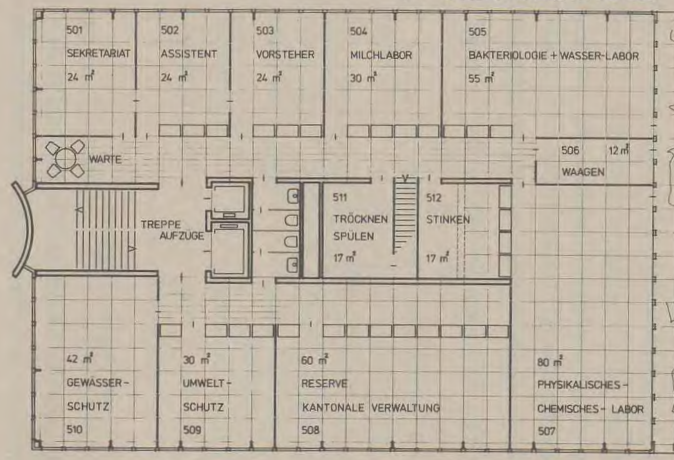 501
SEKRETARIAT
24 m²
502
ASSISTENT
24 m²
503
VORSTEHER
24 m²
504
MILCHLABOR
30 m²
505
BAKTERIOLOGIE + WASSER-LABOR
55 m²
WARTE
506 12 m²
WAAGEN
TREPPE
AUFZÜGE
511
TRÖCKNEN
SPÜLEN
17 m²
512
STINKEN
17 m²
42 m²
GEWÄSSER-
SCHUTZ
510
30 m²
UMWELT-
SCHUTZ
509
60 m²
RESERVE
KANTONALE VERWALTUNG
508
80 m²
PHYSIKALISCHES-
CHEMISCHES- LABOR
507